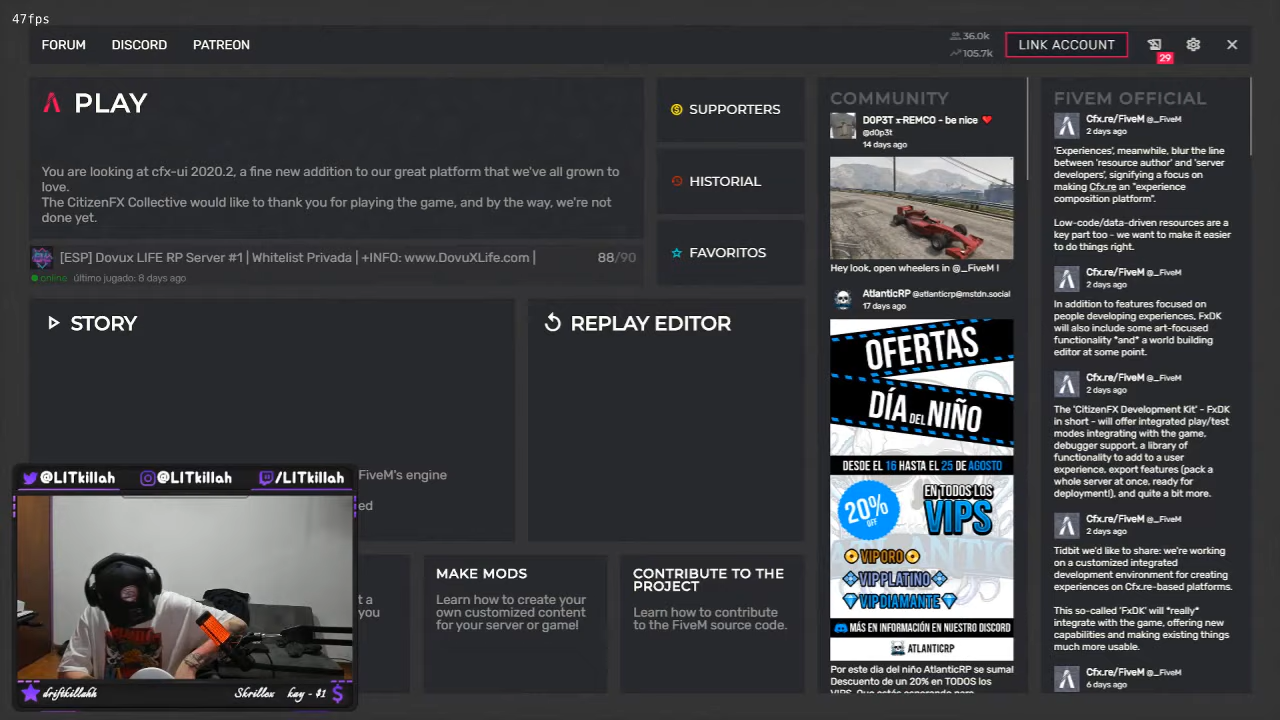 47fps
FORUM
DISCORD
PATREON
36.0k
105.7k
LINK ACCOUNT
29
PLAY
You are looking at cfx-ui 2020.2, a fine new addition to our great platform that we've all grown to
love.
The CitizenFX Collective would like to thank you for playing the game, and by the way, we're not
done yet.
[ESP] Dovux LIFE RP Server #1 | Whitelist Privada | +INFO: www.DovuXLife.com |
88/90
online último jugado: 8 days ago
SUPPORTERS
HISTORIAL
FAVORITOS
STORY
FiveM's engine
ed
REPLAY EDITOR
t a
you
MAKE MODS
Learn how to create your
own customized content
for your server or game!
CONTRIBUTE TO THE
PROJECT
Learn how to contribute
to the FiveM source code.
COMMUNITY
D0P3T ɪ-REMCO - be nice ❤️
@d0p3t
14 days ago
Hey look, open wheelers in @_FiveM !
AtlanticRP @atlanticrp@mstdn.social
17 days ago
OFERTAS
DÍA DEL NIÑO
DESDE EL 16 HASTA EL 25 DE AGOSTO
20%
OFF
EN TODOS LOS
VIPS
VIP ORO
VIP PLATINO
VIP DIAMANTE
MÁS EN INFORMACIÓN EN NUESTRO DISCORD
ATLANTICRP
Por este dia del niño AtlanticRP se suma!
Descuento de un 20% en TODOS los
VIPS. Que estás esperando para
FIVEM OFFICIAL
Cfx.re/FiveM @_FiveM
2 days ago
'Experiences', meanwhile, blur the line
between 'resource author' and 'server
developers', signifying a focus on
making Cfx.re an "experience
composition platform".
Low-code/data-driven resources are a
key part too - we want to make it easier
to do things right.
Cfx.re/FiveM @_FiveM
2 days ago
In addition to features focused on
people developing experiences, FxDK
will also include some art-focused
functionality *and* a world building
editor at some point.
Cfx.re/FiveM @_FiveM
2 days ago
The 'CitizenFX Development Kit' - FxDK
in short - will offer integrated play/test
modes integrating with the game,
debugger support, a library of
functionality to add to a user
experience, export features (pack a
whole server at once, ready for
deployment!), and quite a bit more.
Cfx.re/FiveM @_FiveM
2 days ago
Tidbit we'd like to share: we're working
on a customized integrated
development environment for creating
experiences on Cfx.re-based platforms.
This so-called 'FxDK' will *really*
integrate with the game, offering new
capabilities and making existing things
much more usable.
Cfx.re/FiveM @_FiveM
6 days ago
@LITkillah
@LITkillah
/LITkillah
driftkillahh
Skrillex
kay - $1